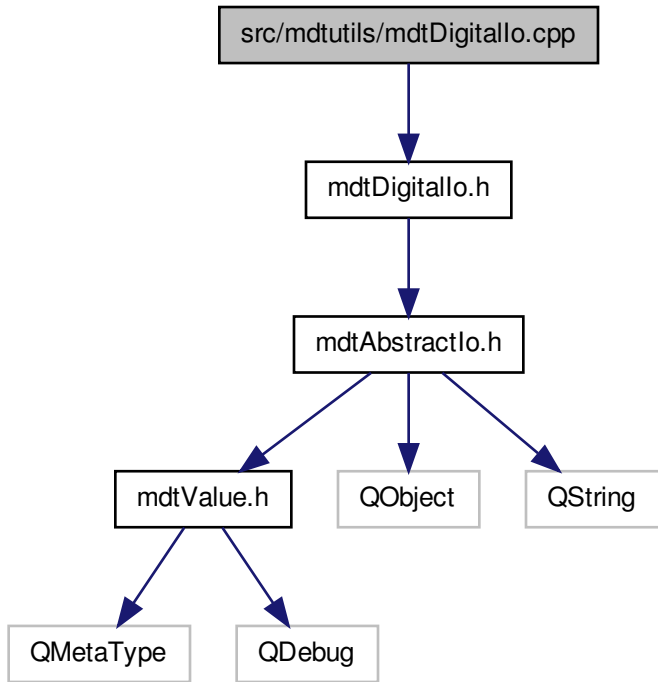 src/mdtutils/mdtDigitalIo.cpp
mdtDigitalIo.h
mdtAbstractIo.h
mdtValue.h
QObject
QString
QMetaType
QDebug